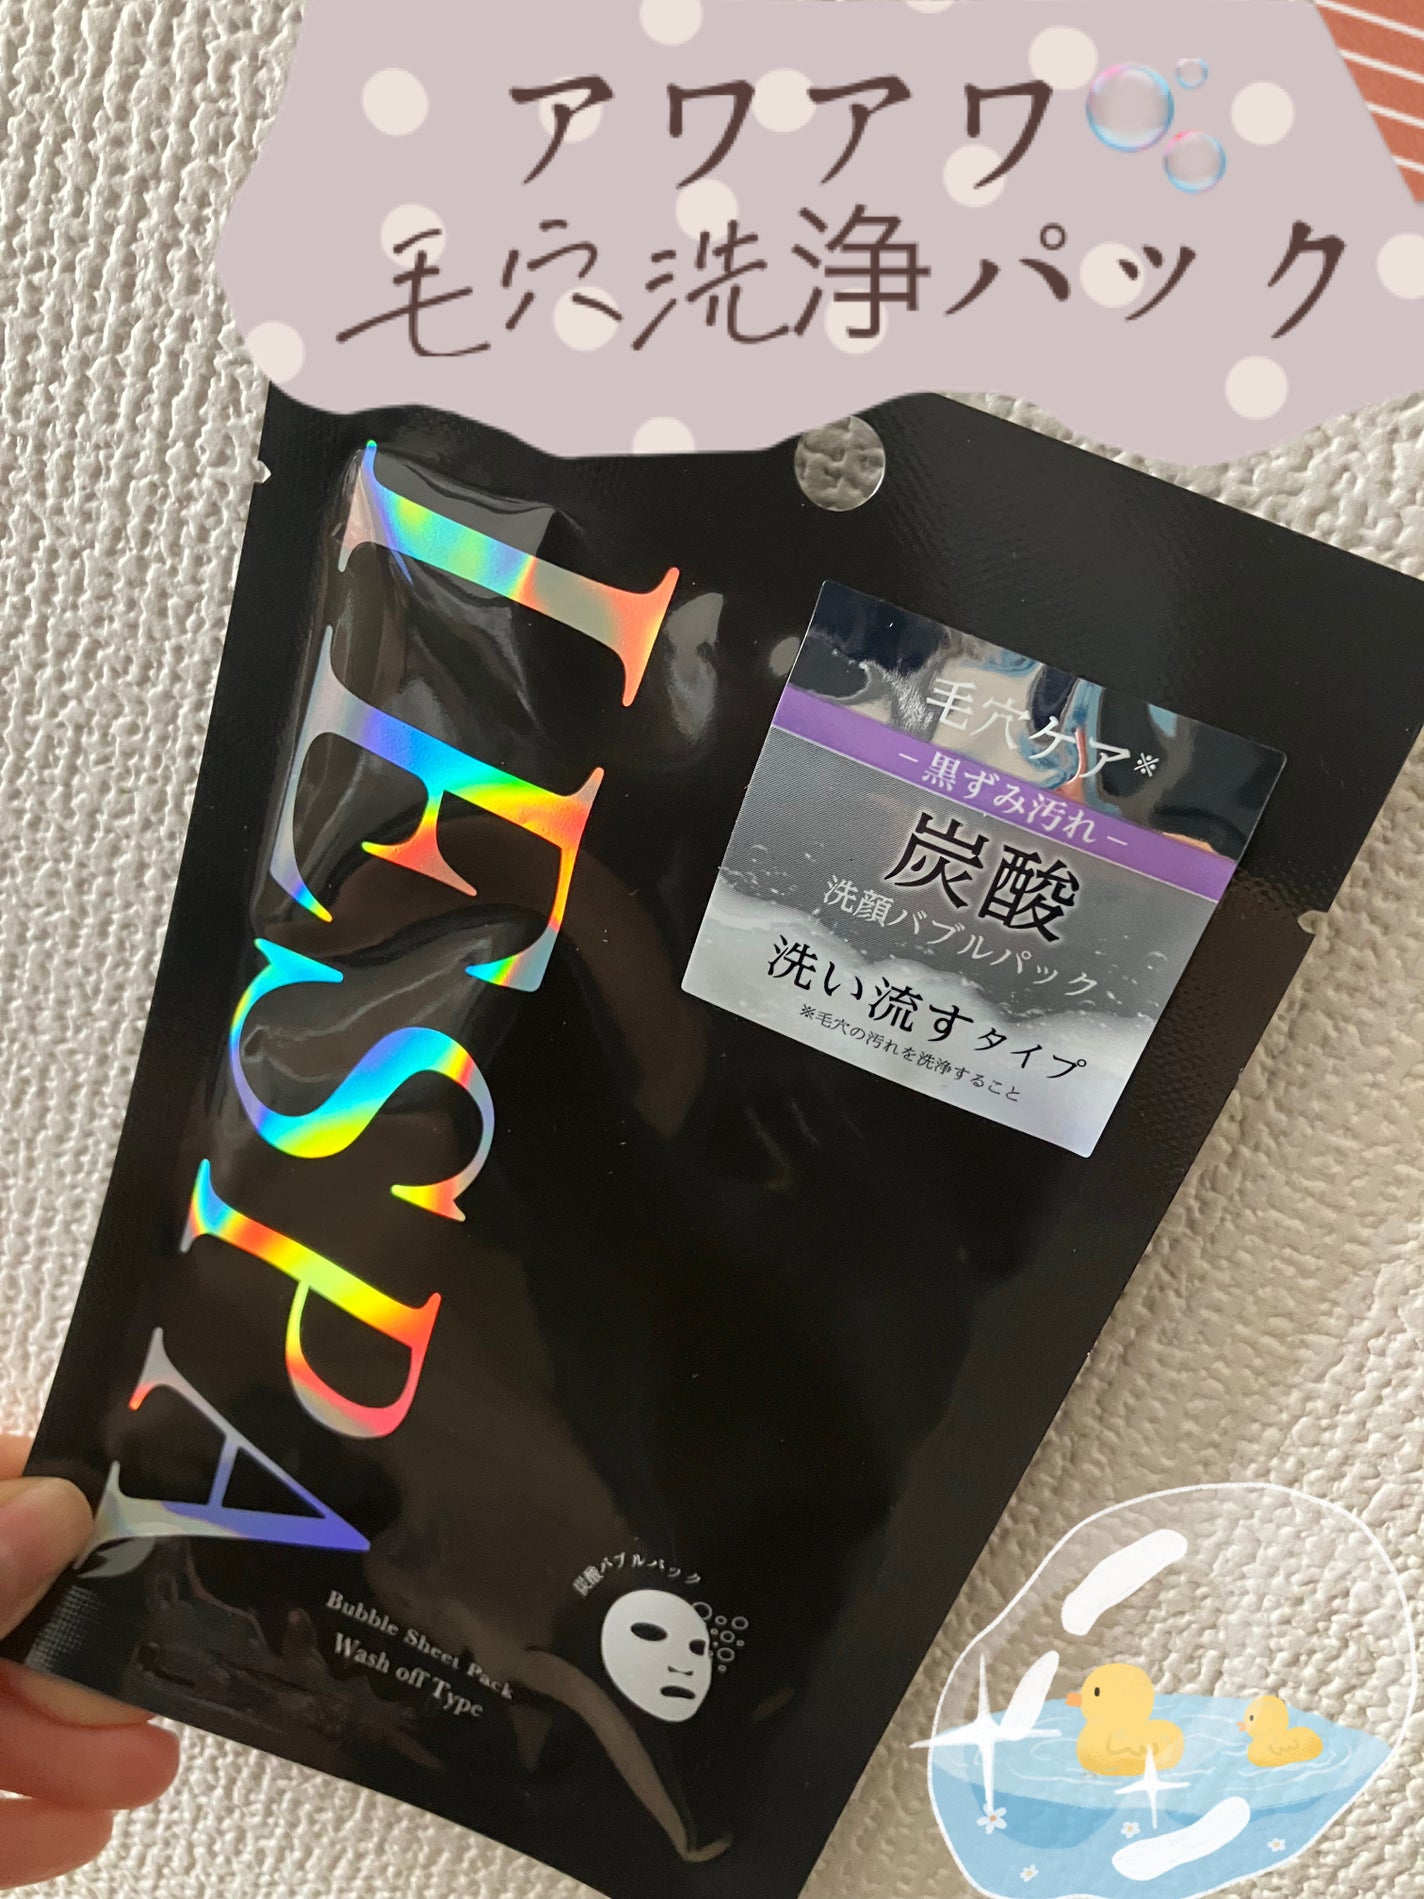 アワアワ
毛穴洗浄パック
IESPA
毛穴ケア※
－黒ずみ汚れ－
炭酸
洗顔バブルパック
洗い流すタイプ
※毛穴の汚れを洗浄すること
炭酸バブルパック
Bubble Sheet Pack
Wash off Type